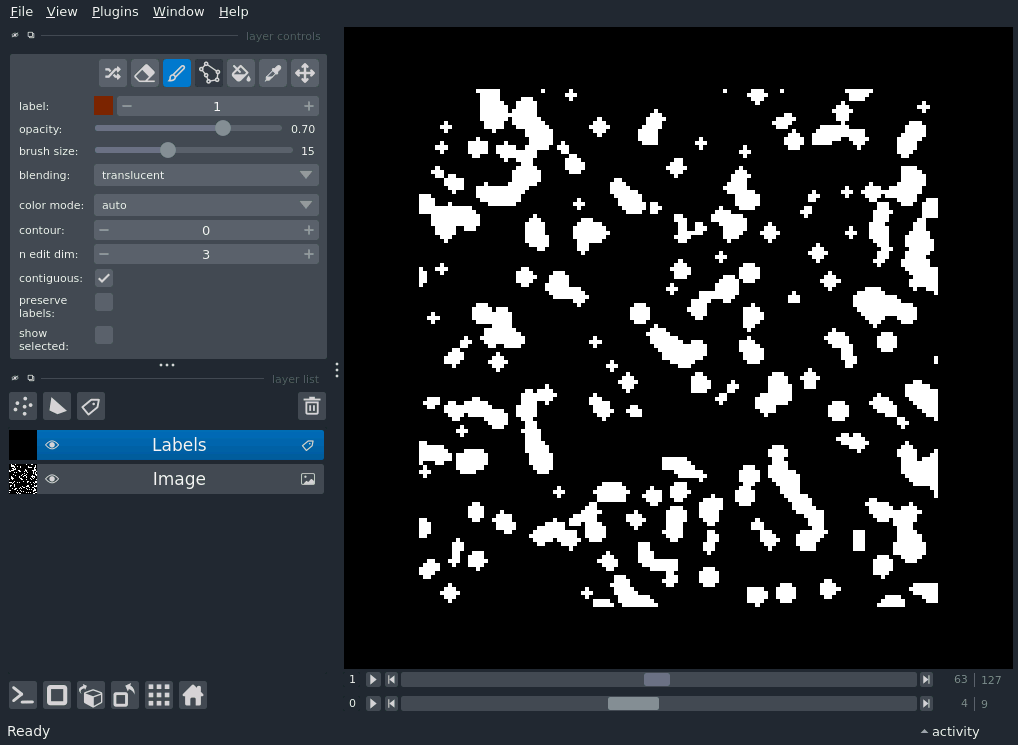 File View Plugins Window Help
layer controls
label: 1
opacity: 0.70
brush size: 15
blending: translucent
color mode: auto
contour: 0
n edit dim: 3
contiguous:
preserve
labels:
show
selected:
layer list
Labels
Image
1 63 127
0 4 9
Ready
activity